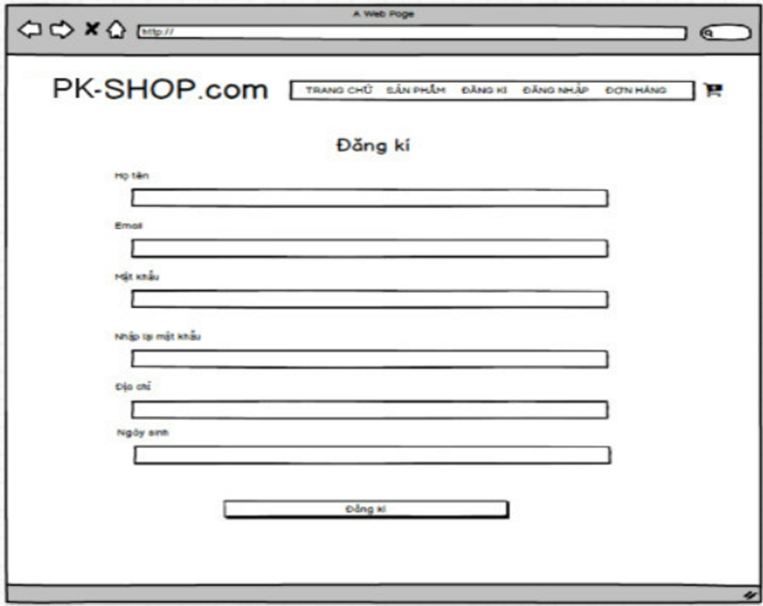 A Web Page
http://
PK-SHOP.com
TRANG CHỦ SẢN PHẨM ĐĂNG KI ĐĂNG NHẬP ĐƠN HÀNG
Đăng kí
Họ tên
Email
Mật khẩu
Nhập lại mật khẩu
Địa chỉ
Ngày sinh
Đăng kí